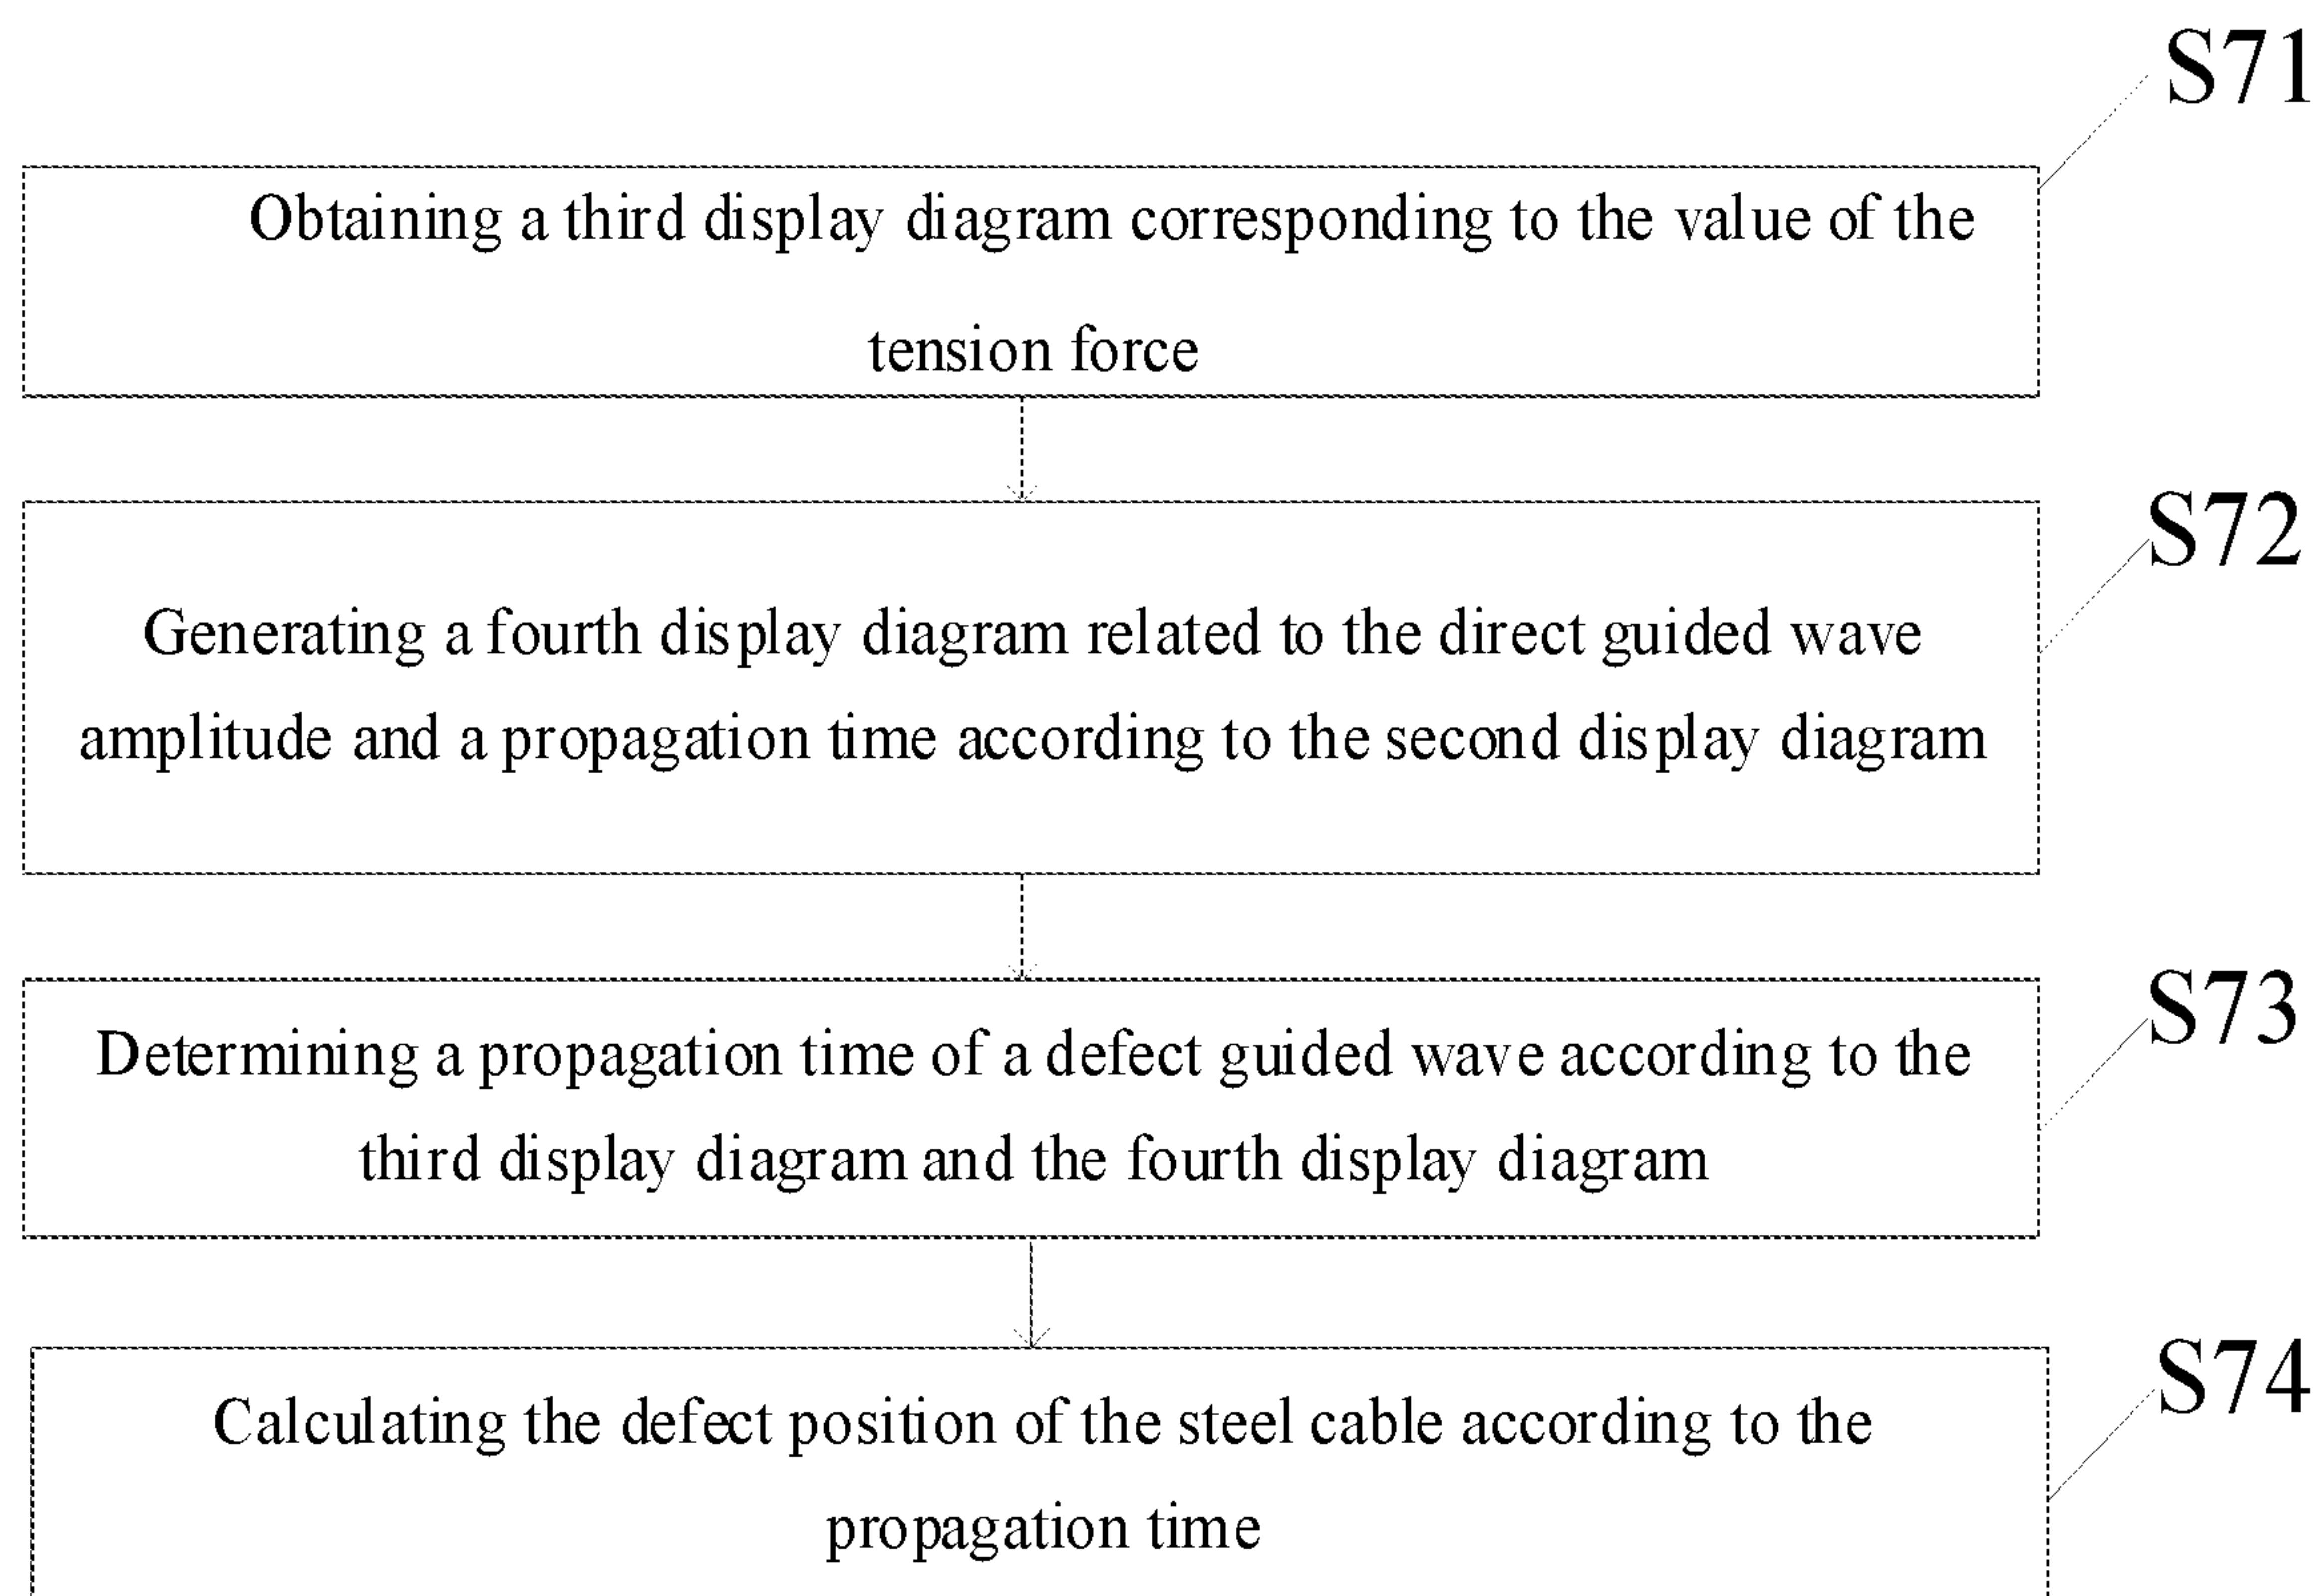 S71
Obtaining a third display diagram corresponding to the value of the
tension force
S72
Generating a fourth display diagram related to the direct guided wave
amplitude and a propagation time according to the second display diagram
S73
Determining a propagation time of a defect guided wave according to the
third display diagram and the fourth display diagram
S74
Calculating the defect position of the steel cable according to the
propagation time